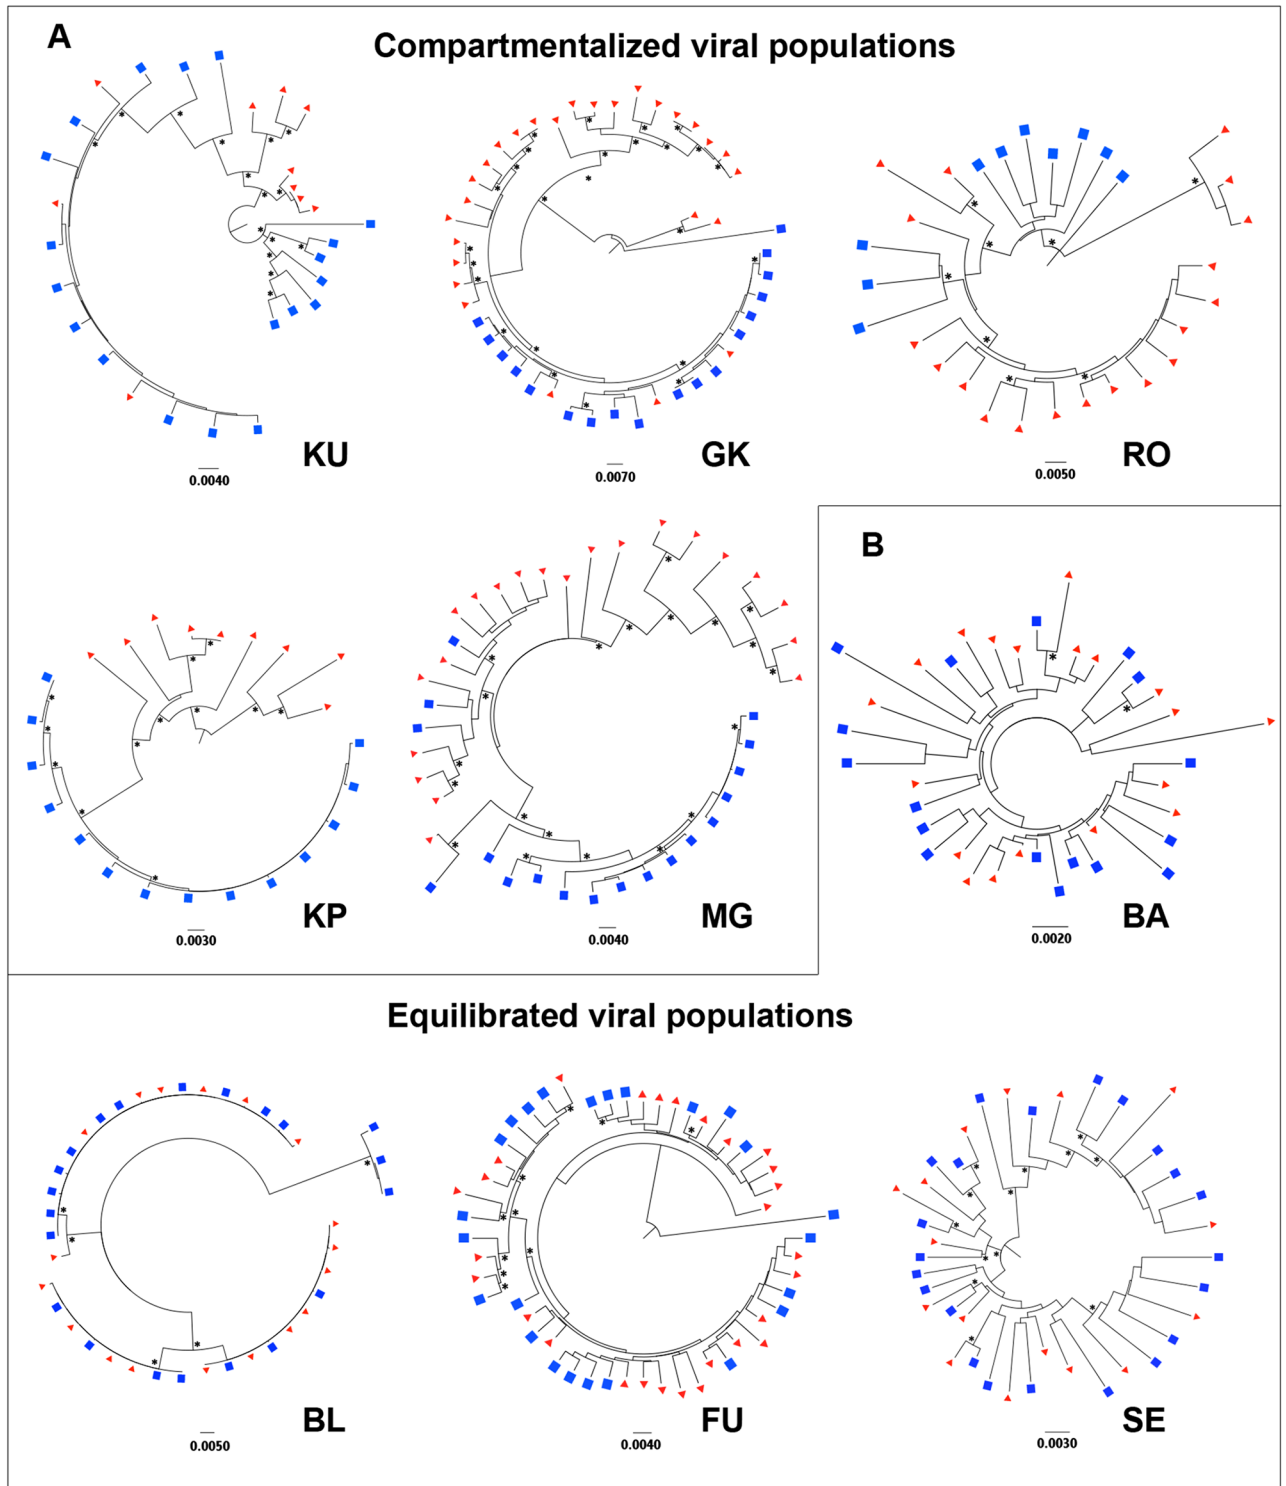 A
Compartmentalized viral populations
KU
GK
RO
0.0040
0.0070
0.0050
B
KP
MG
BA
0.0030
0.0040
0.0020
Equilibrated viral populations
BL
FU
SE
0.0050
0.0040
0.0030